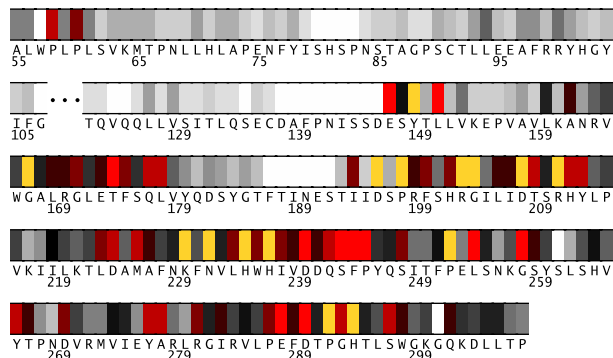 ALWPLPLSVKMTPNLLHLAPENFYISHSPNSTAGPSCTLLEEAFRRYHGY
55 65 75 85 95
IFG ... TQVQQLLVSITLQSECDAFPNISSDESYTLLVKEPVAVLKANRV
105 129 139 149 159
WGALRGLETFSQLVYQDSYGTFTINESTIIDSPRFSHRGILIDTSRHYLP
169 179 189 199 209
VKIILKTLDAMAFNKFNVLHWHIVDDQSFPYQSITFPELSNKGSYSLSHV
219 229 239 249 259
YTPNDVRMVIEYARLRGIRVLPEFDTPGHTLSWGKGQKDLLTP
269 279 289 299